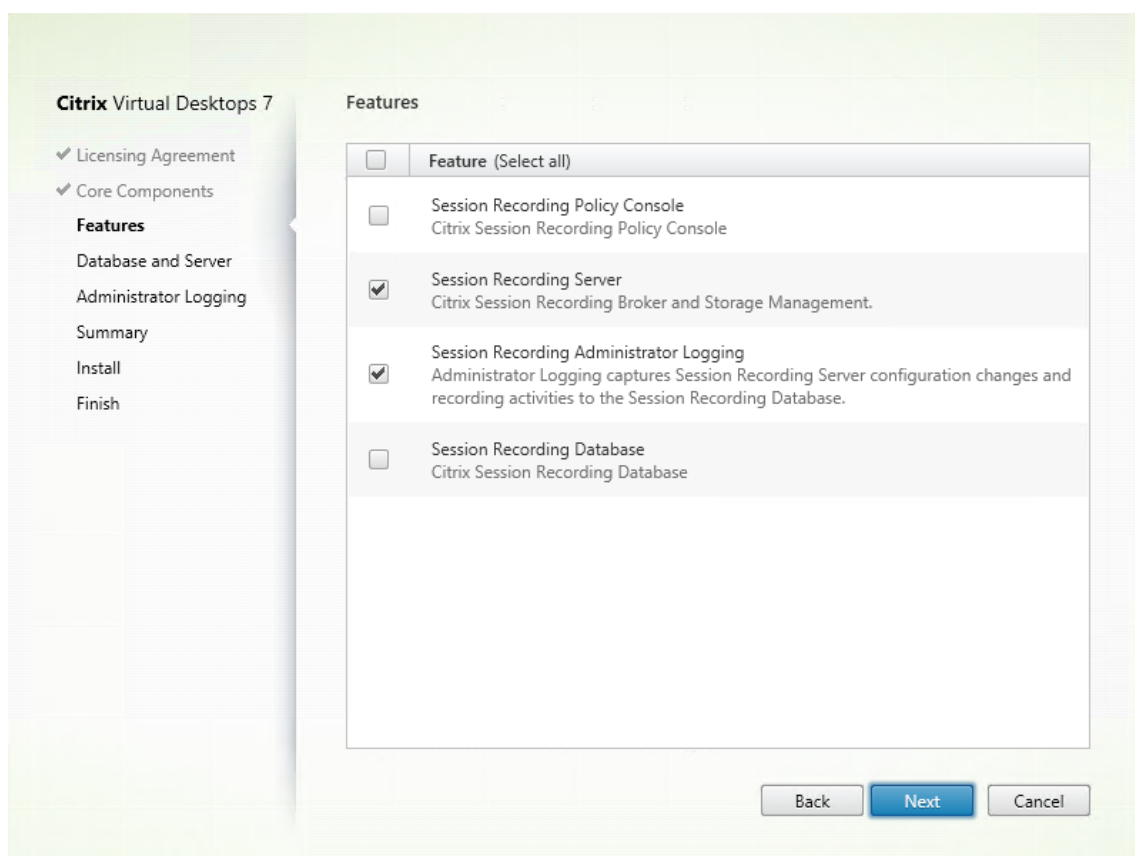 Citrix Virtual Desktops 7
Licensing Agreement
Core Components
Features
Database and Server
Administrator Logging
Summary
Install
Finish
Features
Feature (Select all)
Session Recording Policy Console
Citrix Session Recording Policy Console
Session Recording Server
Citrix Session Recording Broker and Storage Management.
Session Recording Administrator Logging
Administrator Logging captures Session Recording Server configuration changes and
recording activities to the Session Recording Database.
Session Recording Database
Citrix Session Recording Database
Back
Next
Cancel